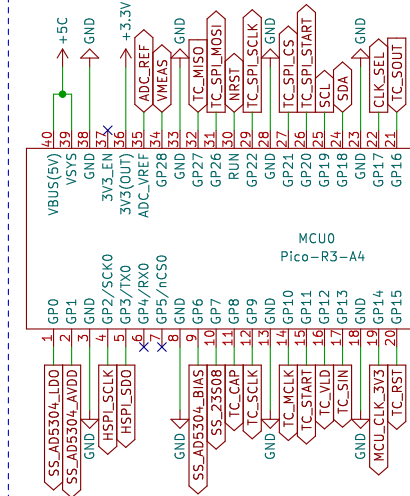 +5C
GND
+3.3V
ADC_REF
VMEAS
GND
TC_MISO
TC_SPI_MOSI
NRST
TC_SPI_SCLK
GND
TC_SPI_CS
TC_SPI_START
SCL
SDA
GND
CLK_SEL
TC_SOUT
40 39 38 37 36 35 34 33 32 31 30 29 28 27 26 25 24 23 22 21
VBUS(5V)
VSYS
GND
3V3_EN
3V3(OUT)
ADC_VREF
GP28
GND
GP27
GP26
RUN
GP22
GND
GP21
GP20
GP19
GP18
GND
GP17
GP16
MCU0
Pico-R3-A4
GP0
GP1
GND
GP2/SCK0
GP3/TX0
GP4/RX0
GP5/nCS0
GND
GP6
GP7
GP8
GP9
GND
GP10
GP11
GP12
GP13
GND
GP14
GP15
1 2 3 4 5 6 7 8 9 10 11 12 13 14 15 16 17 18 19 20
SS_AD5304_LDO
SS_AD5304_AVDD
GND
HSPI_SCLK
HSPI_SDO
GND
SS_AD5304_BIAS
SS_23S08
TC_CAP
TC_SCLK
GND
TC_MCLK
TC_START
TC_VLD
TC_SIN
GND
MCU_CLK_3V3
TC_RST